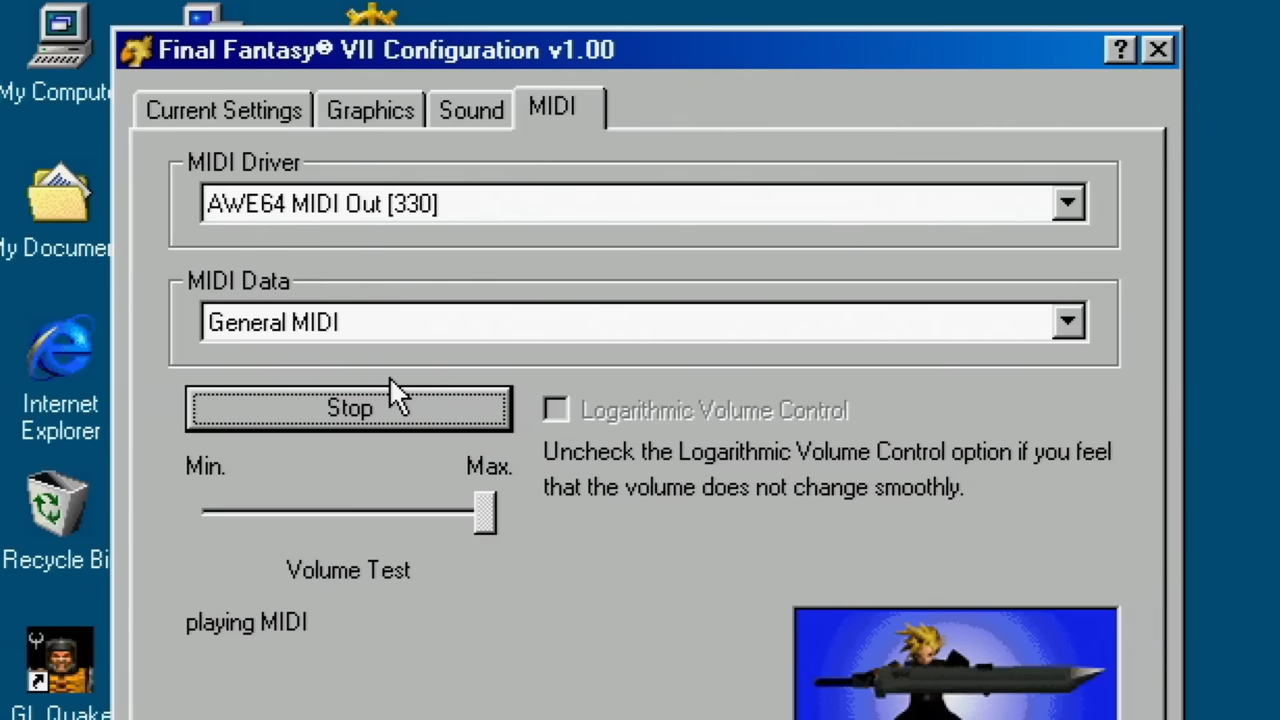 Final Fantasy® VII Configuration v1.00
Current Settings
Graphics
Sound
MIDI
My Comput
MIDI Driver
AWE64 MIDI Out [330]
My Documen
MIDI Data
General MIDI
Internet
Explorer
Stop
Logarithmic Volume Control
Uncheck the Logarithmic Volume Control option if you feel
that the volume does not change smoothly.
Min.
Max.
Recycle Bi
Volume Test
playing MIDI
GL Quake